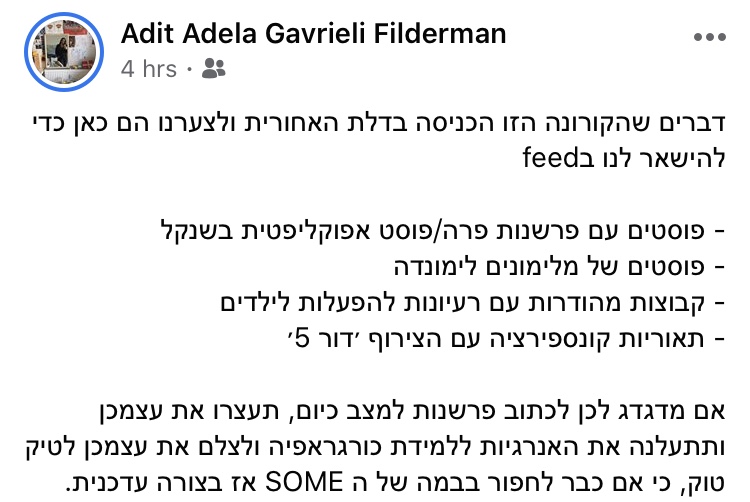 Adit Adela Gavrieli Filderman
4 hrs ·
דברים שהקורונה הזו הכניסה בדלת האחורית ולצערנו הם כאן כדי
להישאר לנו בfeed
- פוסטים עם פרשנות פרה/פוסט אפוקליפטית בשנקל
- פוסטים של מלימונים לימונדה
- קבוצות מהודרות עם רעיונות להפעלות לילדים
- תאוריות קונספירציה עם הצירוף ׳דור 5׳
אם מדגדג לכן לכתוב פרשנות למצב כיום, תעצרו את עצמכן
ותתעלנה את האנרגיות ללמידת כורגראפיה ולצלם את עצמכן לטיק
טוק, כי אם כבר לחפור בבמה של ה SOME אז בצורה עדכנית.